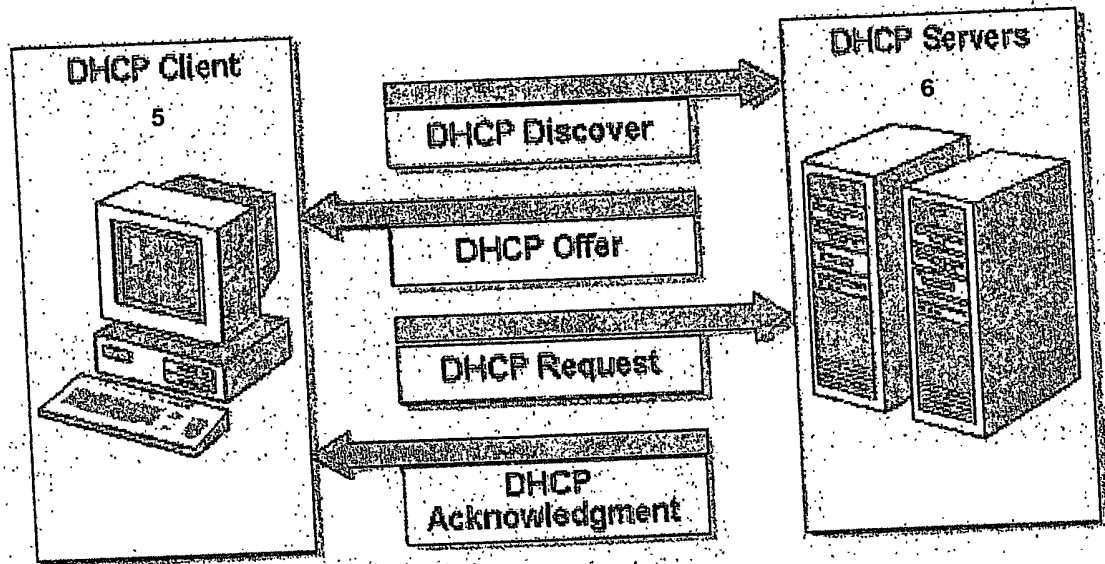 DHCP Client
5
DHCP Servers
6
DHCP Discover
DHCP Offer
DHCP Request
DHCP
Acknowledgment